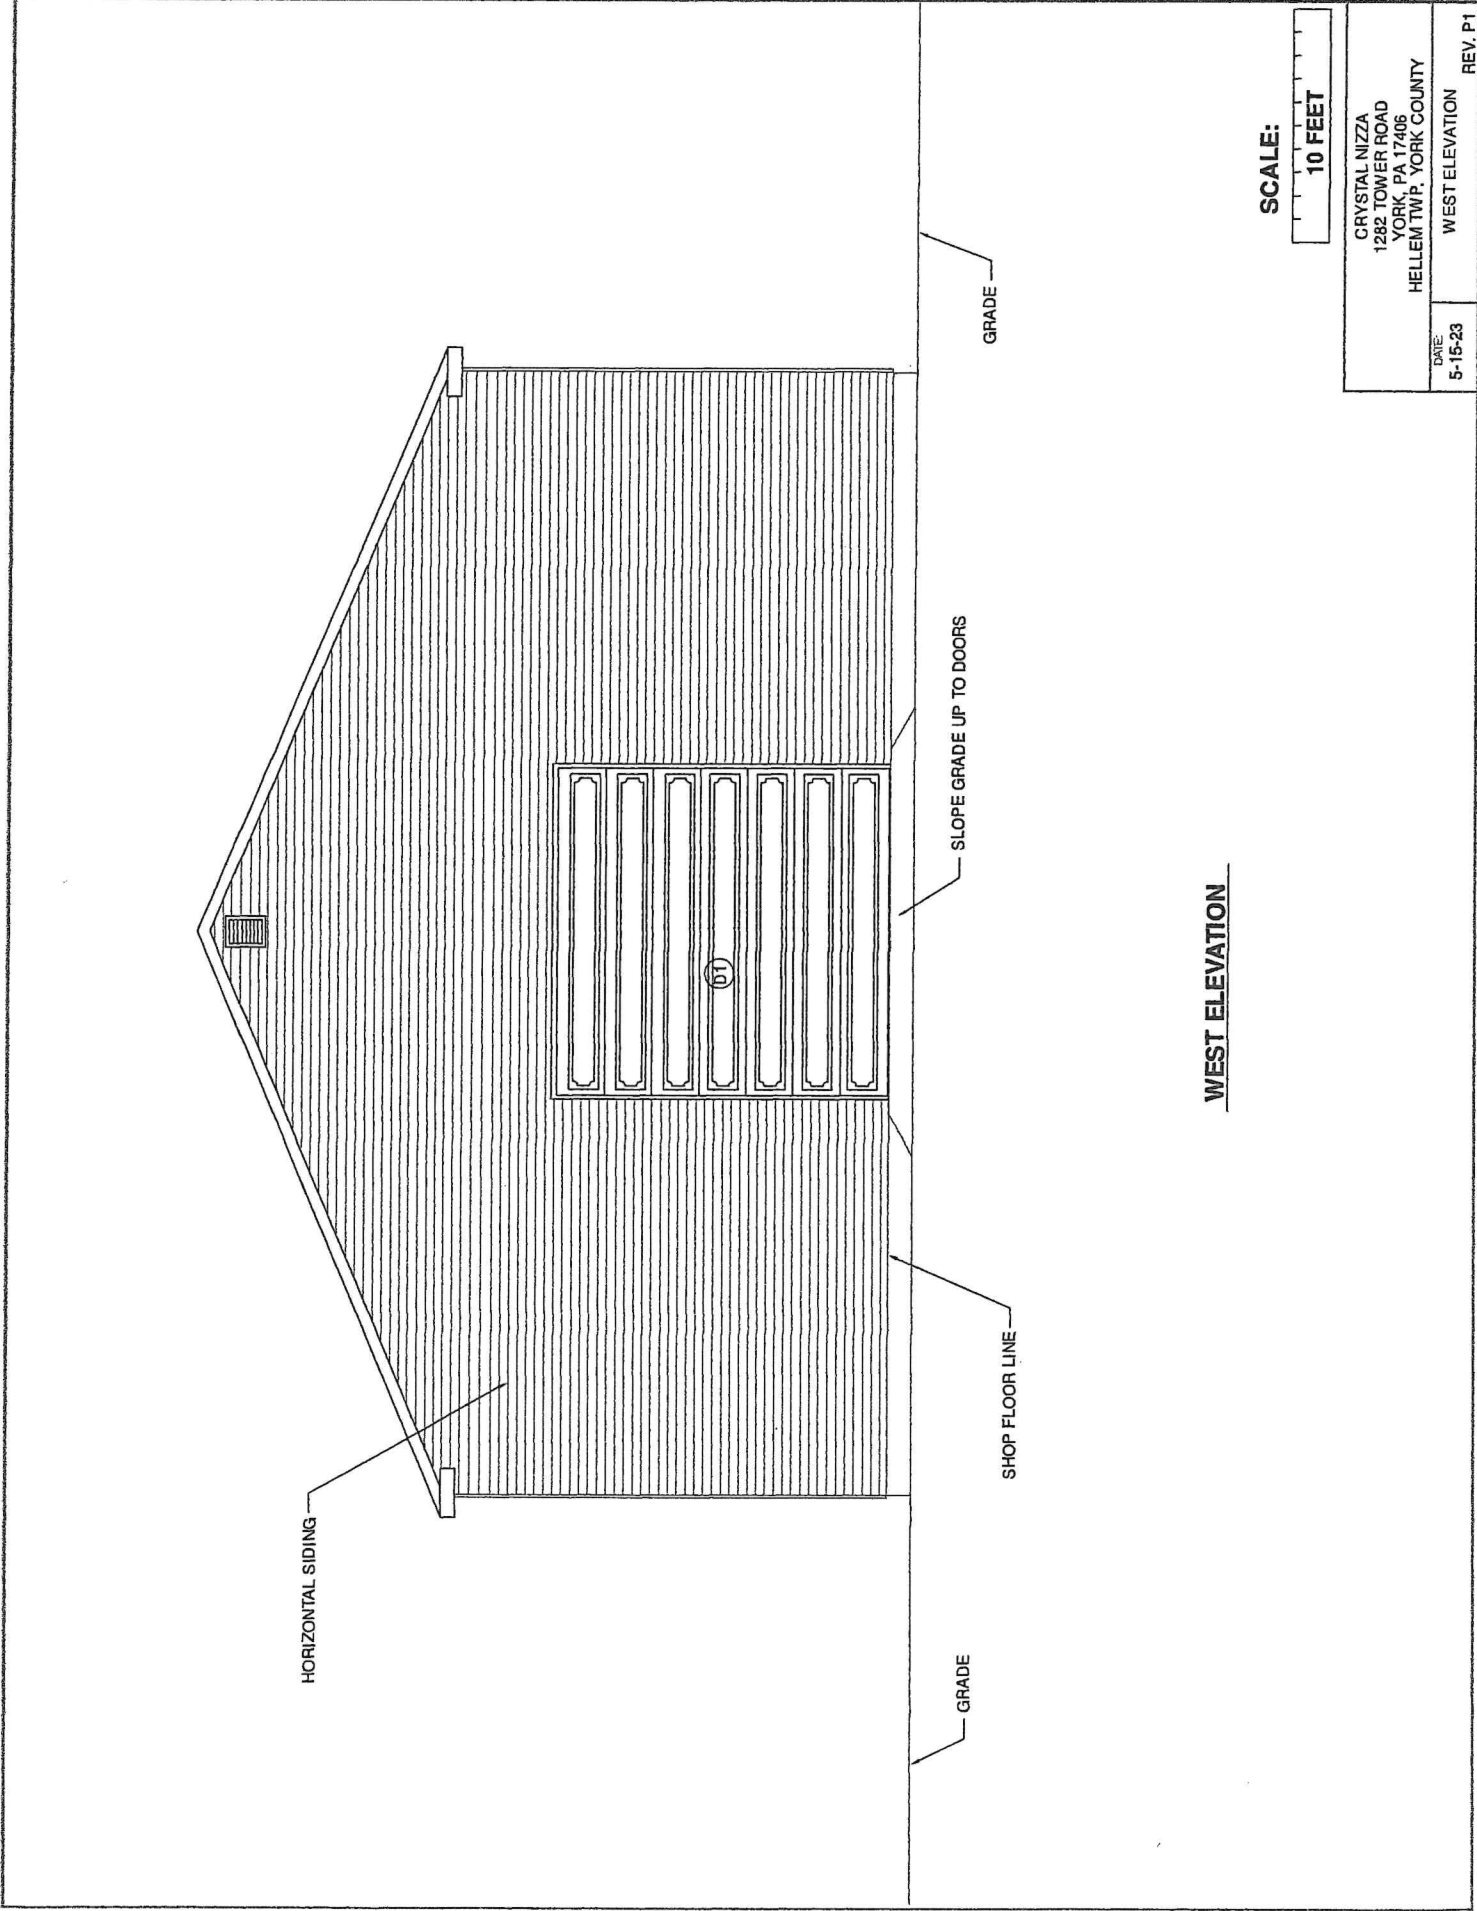 HORIZONTAL SIDING
D1
GRADE
SHOP FLOOR LINE
SLOPE GRADE UP TO DOORS
GRADE
WEST ELEVATION
SCALE:
10 FEET
CRYSTAL NIZZA
1282 TOWER ROAD
YORK, PA 17406
HELLEM TWP. YORK COUNTY
DATE:
5-15-23
WEST ELEVATION
REV. P1